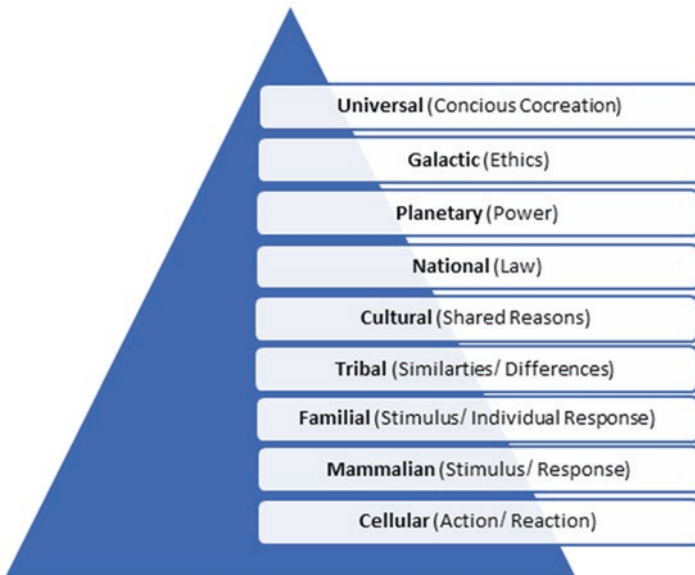 Universal (Concious Cocreation)
Galactic (Ethics)
Planetary (Power)
National (Law)
Cultural (Shared Reasons)
Tribal (Similarties/ Differences)
Familial (Stimulus/ Individual Response)
Mammalian (Stimulus/ Response)
Cellular (Action/ Reaction)